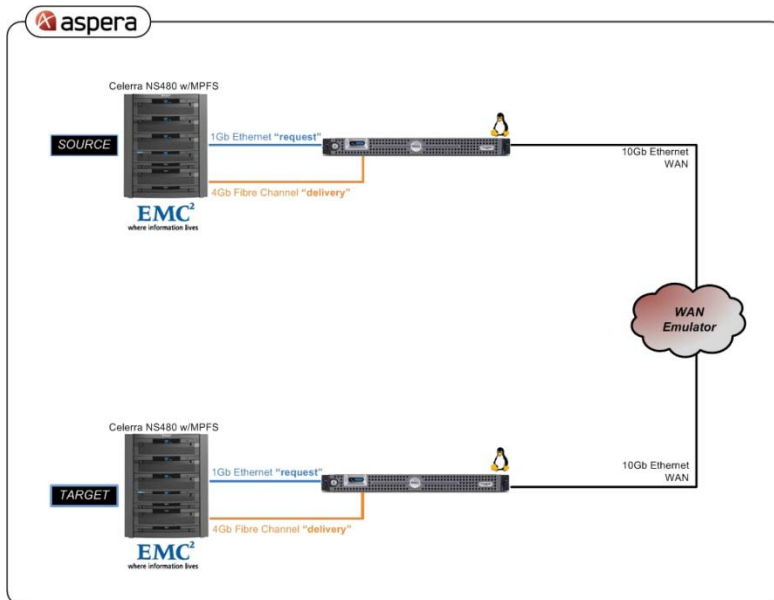 aspera
Celerra NS480 w/MPFS
SOURCE
1Gb Ethernet “request”
10Gb Ethernet
WAN
4Gb Fibre Channel “delivery”
EMC²
where information lives
WAN
Emulator
Celerra NS480 w/MPFS
1Gb Ethernet “request”
10Gb Ethernet
WAN
TARGET
4Gb Fibre Channel “delivery”
EMC²
where information lives